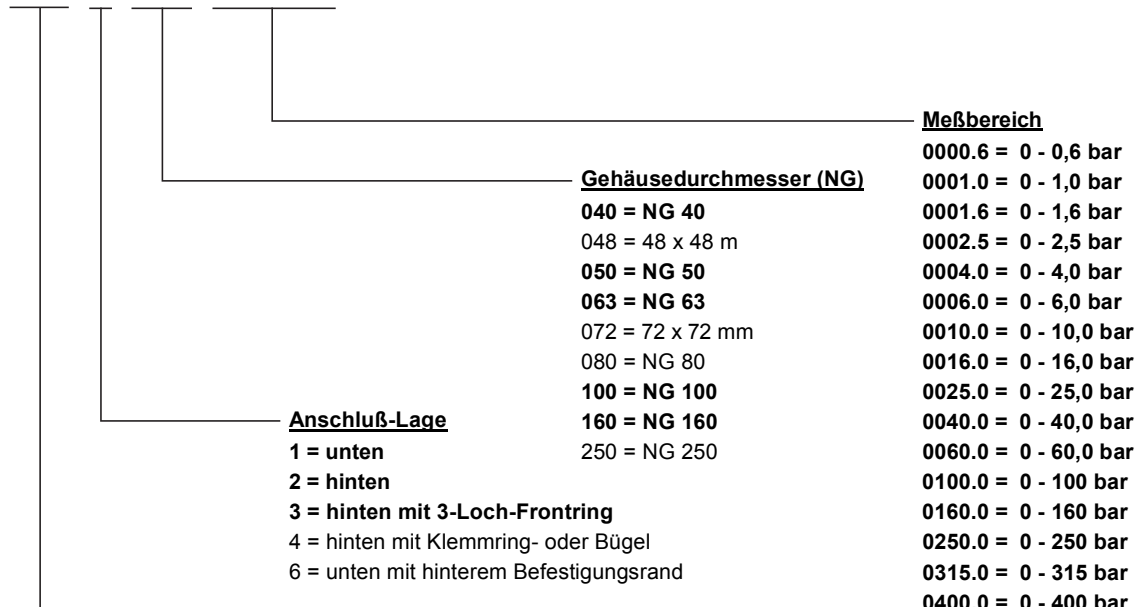 Meßbereich
0000.6 = 0 - 0,6 bar
0001.0 = 0 - 1,0 bar
0001.6 = 0 - 1,6 bar
0002.5 = 0 - 2,5 bar
0004.0 = 0 - 4,0 bar
0006.0 = 0 - 6,0 bar
0010.0 = 0 - 10,0 bar
0016.0 = 0 - 16,0 bar
0025.0 = 0 - 25,0 bar
0040.0 = 0 - 40,0 bar
0060.0 = 0 - 60,0 bar
0100.0 = 0 - 100 bar
0160.0 = 0 - 160 bar
0250.0 = 0 - 250 bar
0315.0 = 0 - 315 bar
0400.0 = 0 - 400 bar
Gehäusedurchmesser (NG)
040 = NG 40
048 = 48 x 48 m
050 = NG 50
063 = NG 63
072 = 72 x 72 mm
080 = NG 80
100 = NG 100
160 = NG 160
250 = NG 250
Anschluß-Lage
1 = unten
2 = hinten
3 = hinten mit 3-Loch-Frontring
4 = hinten mit Klemmring- oder Bügel
6 = unten mit hinterem Befestigungsrand